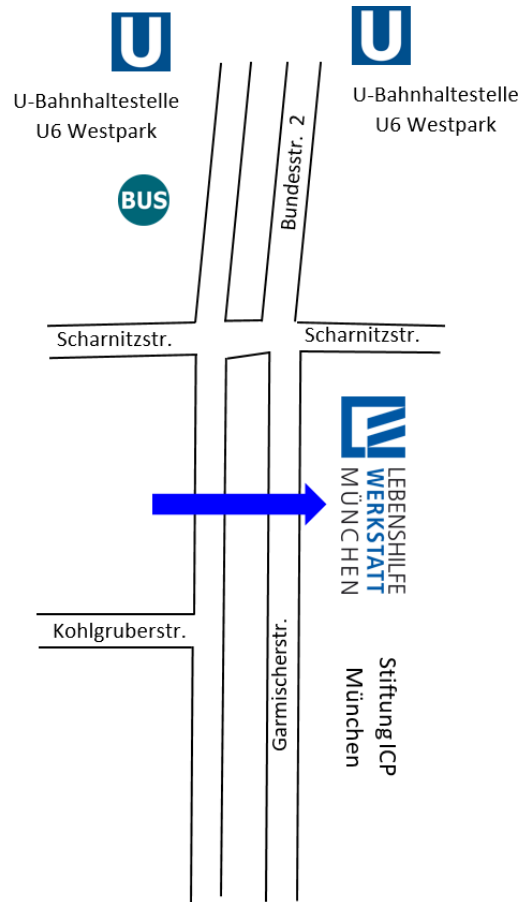 U
U
U-Bahnhaltestelle
U6 Westpark
U-Bahnhaltestelle
U6 Westpark
BUS
Bundesstr. 2
Scharnitzstr.
Scharnitzstr.
LEBENSHILFE
WERKSTATT
MÜNCHEN
Kohlgruberstr.
Garmischerstr.
Stiftung ICP
München